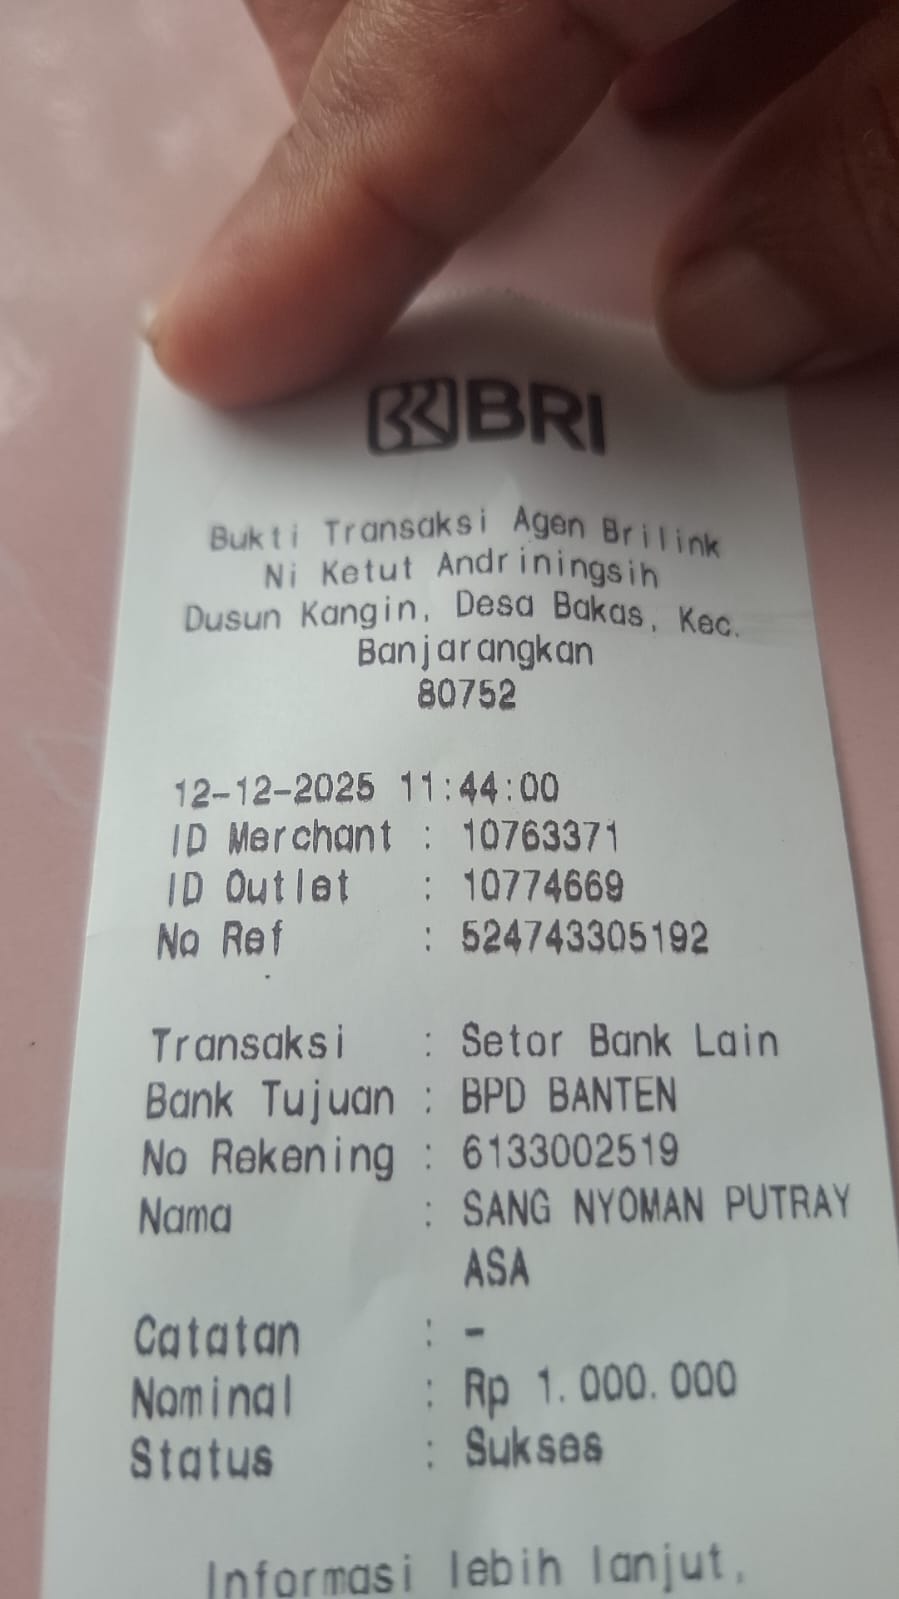 BRI
Bukti Transaksi Agen Brilink
Ni Ketut Andriningsih
Dusun Kangin, Desa Bakas, Kec.
Banjarangkan
80752
12-12-2025 11:44:00
ID Merchant : 10763371
ID Outlet : 10774669
No Ref : 524743305192
Transaksi : Setor Bank Lain
Bank Tujuan : BPD BANTEN
No Rekening : 6133002519
Nama : SANG NYOMAN PUTRAY
ASA
Catatan : -
Nominal : Rp 1.000.000
Status : Sukses
Informasi lebih lanjut,